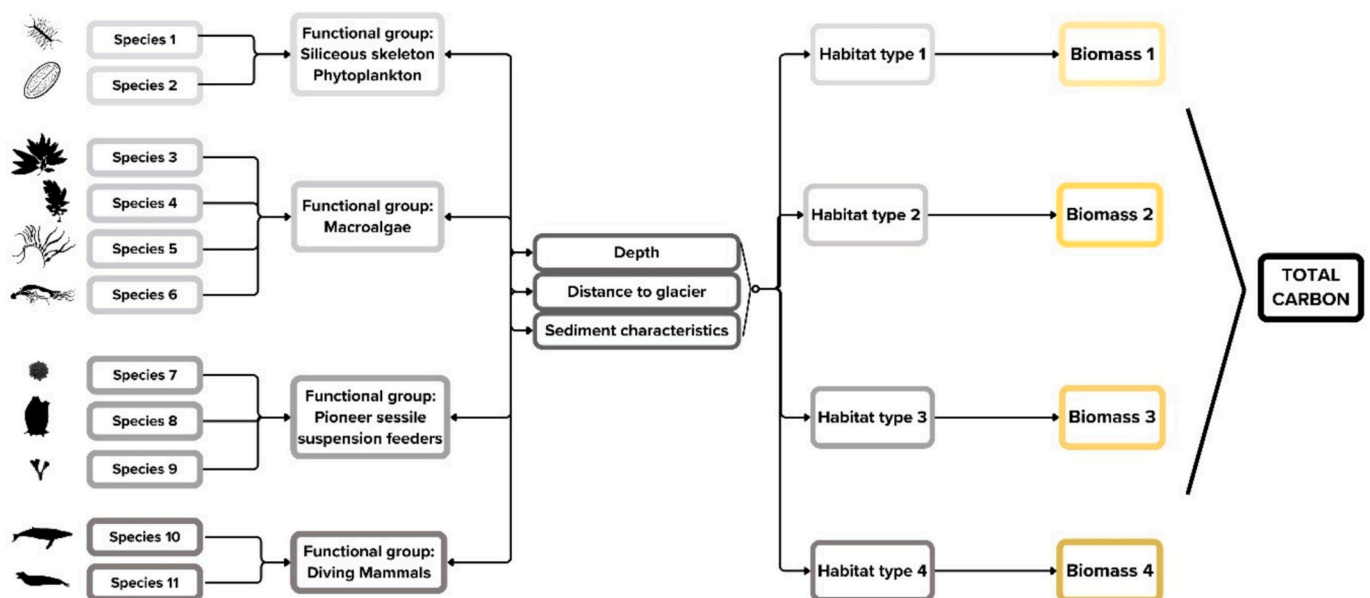 Species 1
Species 2
Functional group:
Siliceous skeleton
Phytoplankton
Species 3
Species 4
Species 5
Species 6
Functional group:
Macroalgae
Species 7
Species 8
Species 9
Functional group:
Pioneer sessile
suspension feeders
Species 10
Species 11
Functional group:
Diving Mammals
Depth
Distance to glacier
Sediment characteristics
Habitat type 1
Biomass 1
Habitat type 2
Biomass 2
Habitat type 3
Biomass 3
Habitat type 4
Biomass 4
TOTAL
CARBON